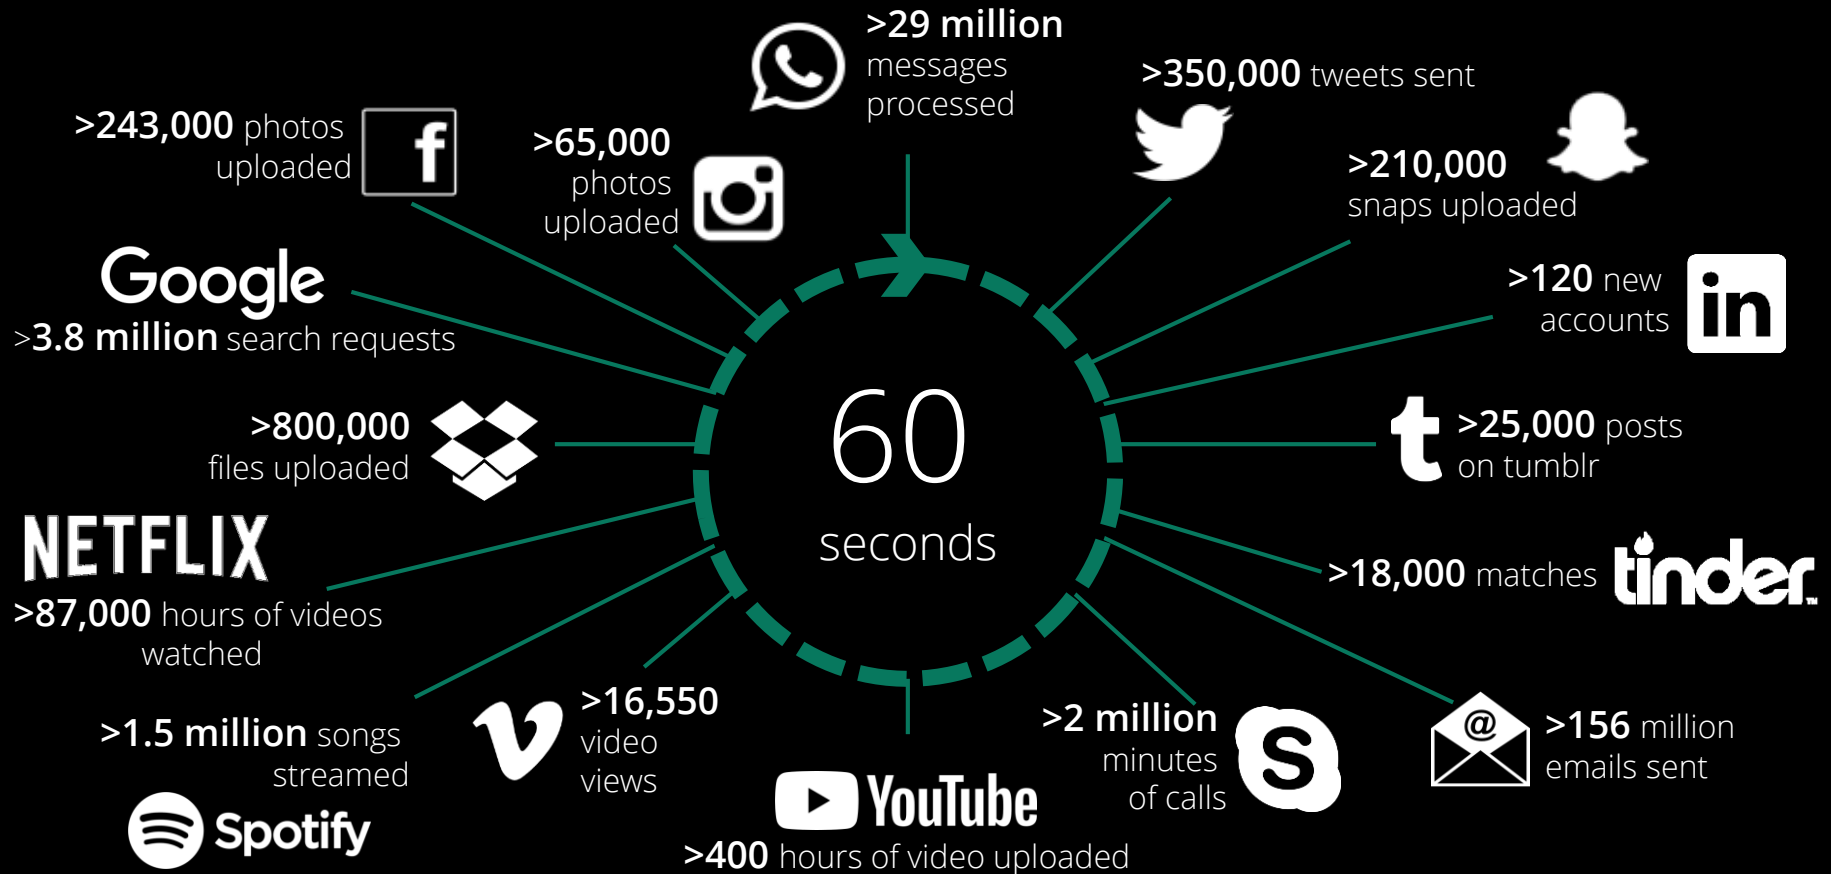 >29 million
messages
processed
>350,000 tweets sent
>243,000 photos
uploaded
f
>65,000
photos
uploaded
>210,000
snaps uploaded
Google
>3.8 million search requests
>120 new
accounts
in
60
seconds
>800,000
files uploaded
t
>25,000 posts
on tumblr
NETFLIX
>87,000 hours of videos
watched
>18,000 matches
tinder™
>1.5 million songs
streamed
Spotify
>16,550
video
views
YouTube
>400 hours of video uploaded
>2 million
minutes
of calls
S
@
>156 million
emails sent